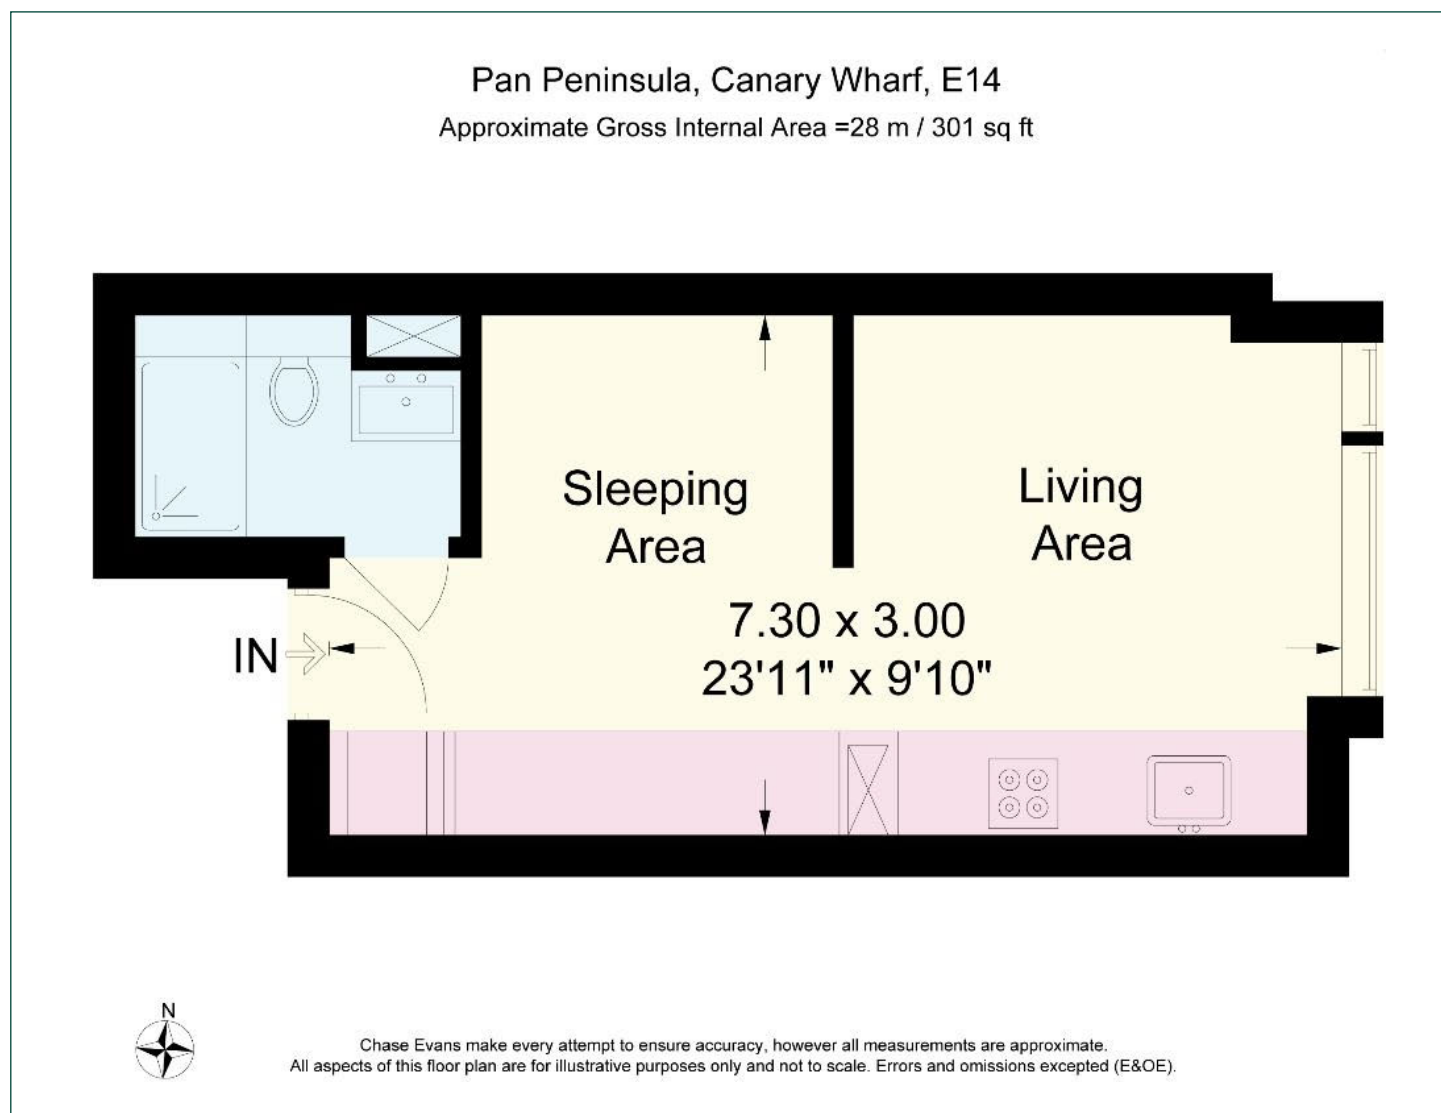 Pan Peninsula, Canary Wharf, E14
Approximate Gross Internal Area =28 m / 301 sq ft
Sleeping
Area
Living
Area
7.30 x 3.00
23'11" x 9'10"
IN
N
Chase Evans make every attempt to ensure accuracy, however all measurements are approximate.
All aspects of this floor plan are for illustrative purposes only and not to scale. Errors and omissions excepted (E&OE).